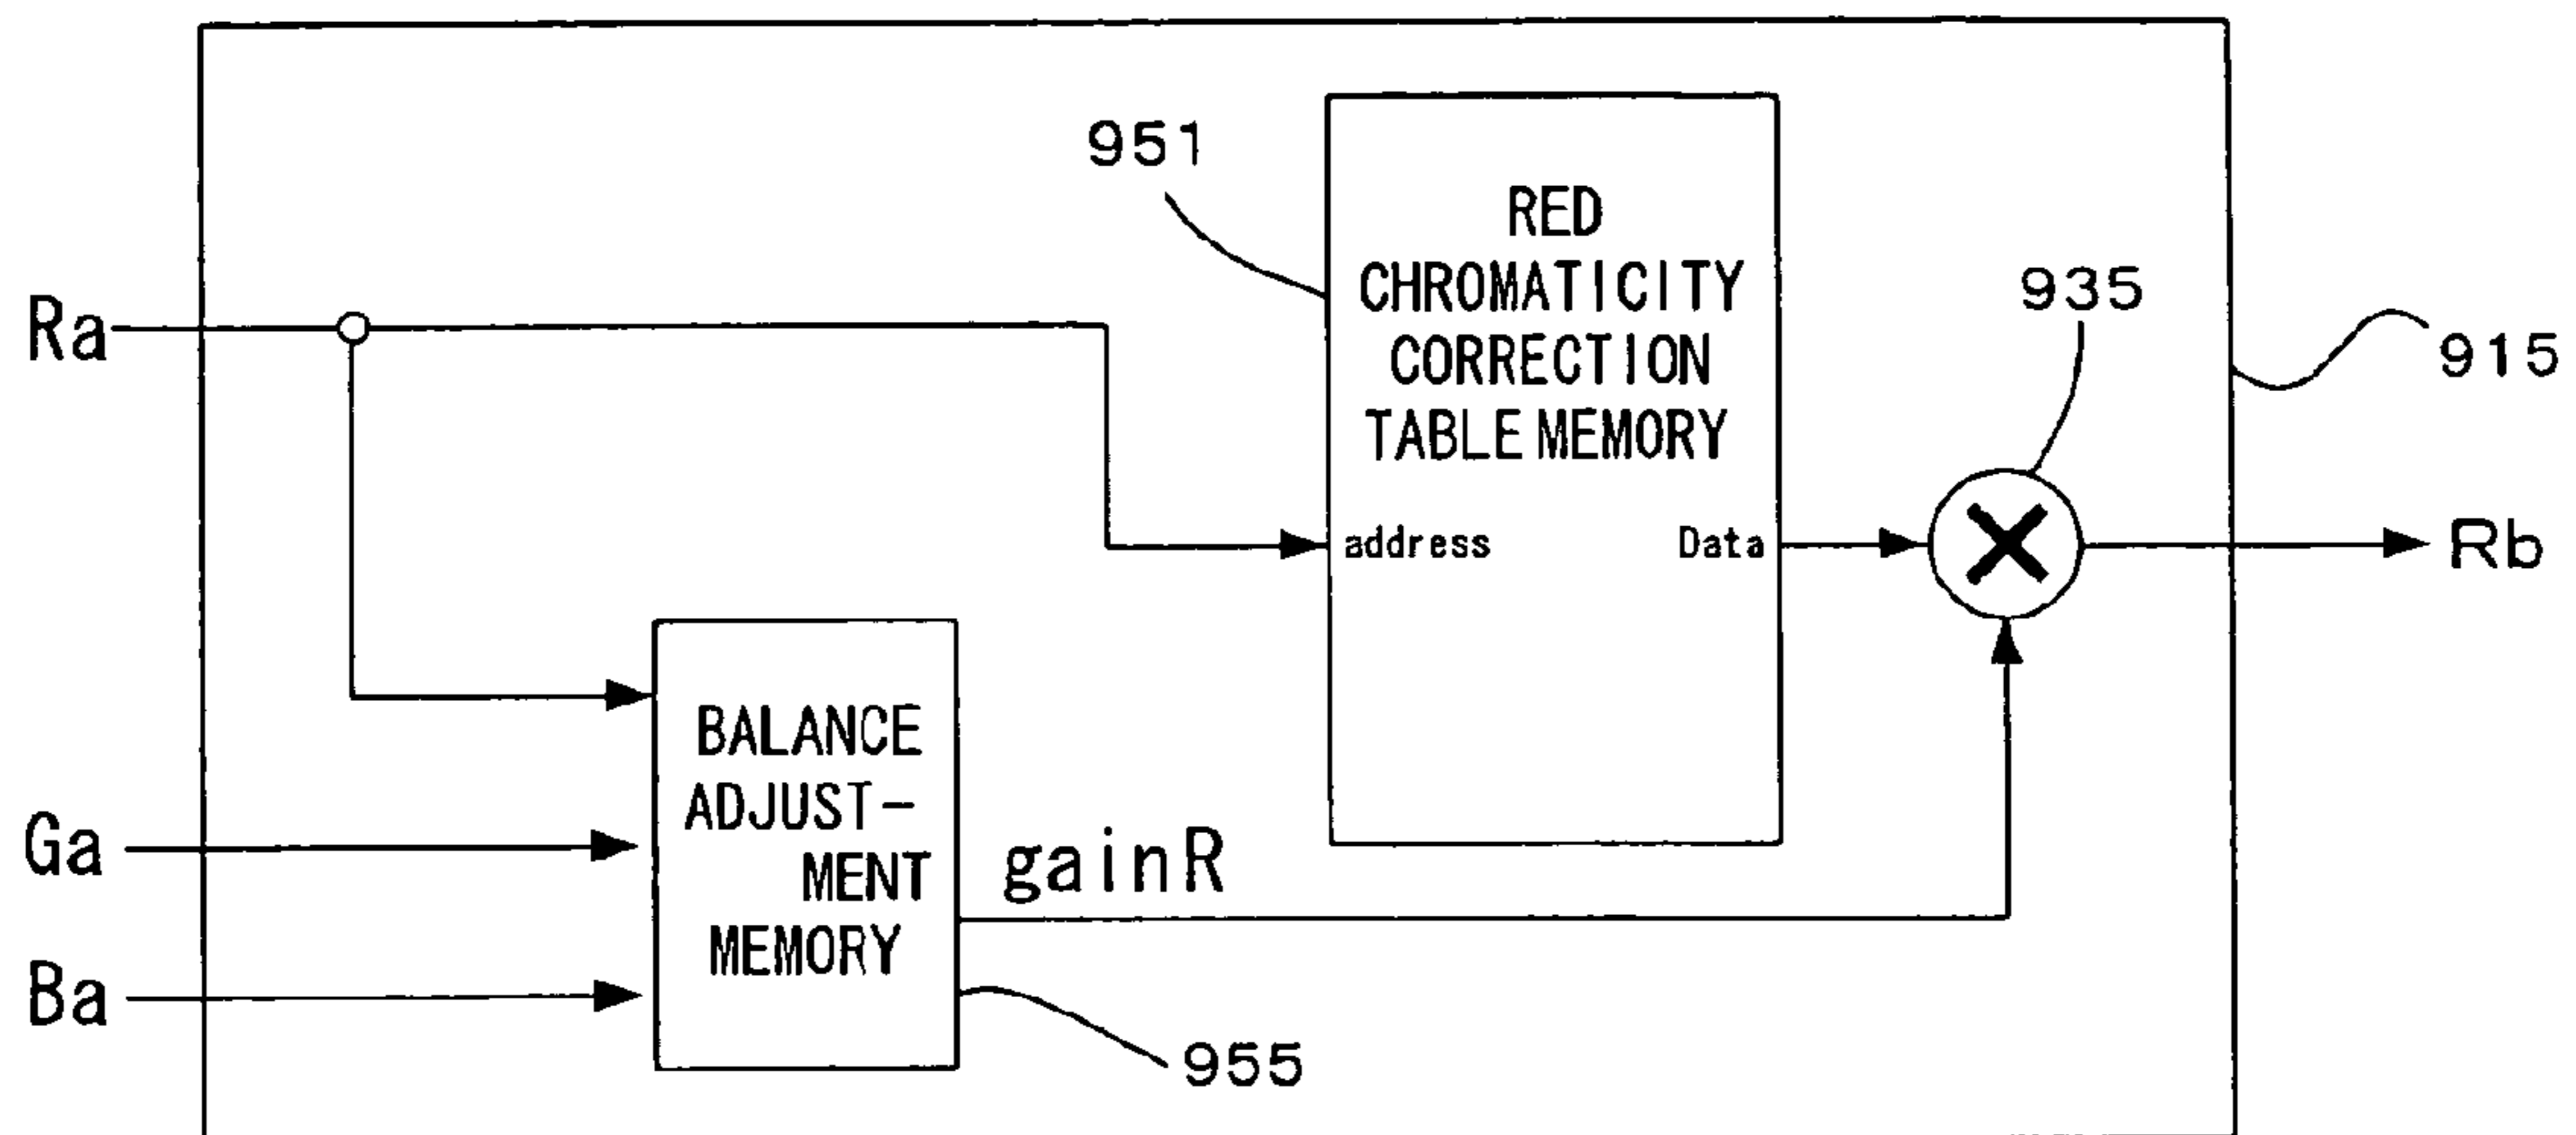 951
RED
CHROMATICITY
CORRECTION
TABLE MEMORY
935
915
Ra
address
Data
Rb
BALANCE
ADJUST-
MENT
MEMORY
gainR
Ga
Ba
955